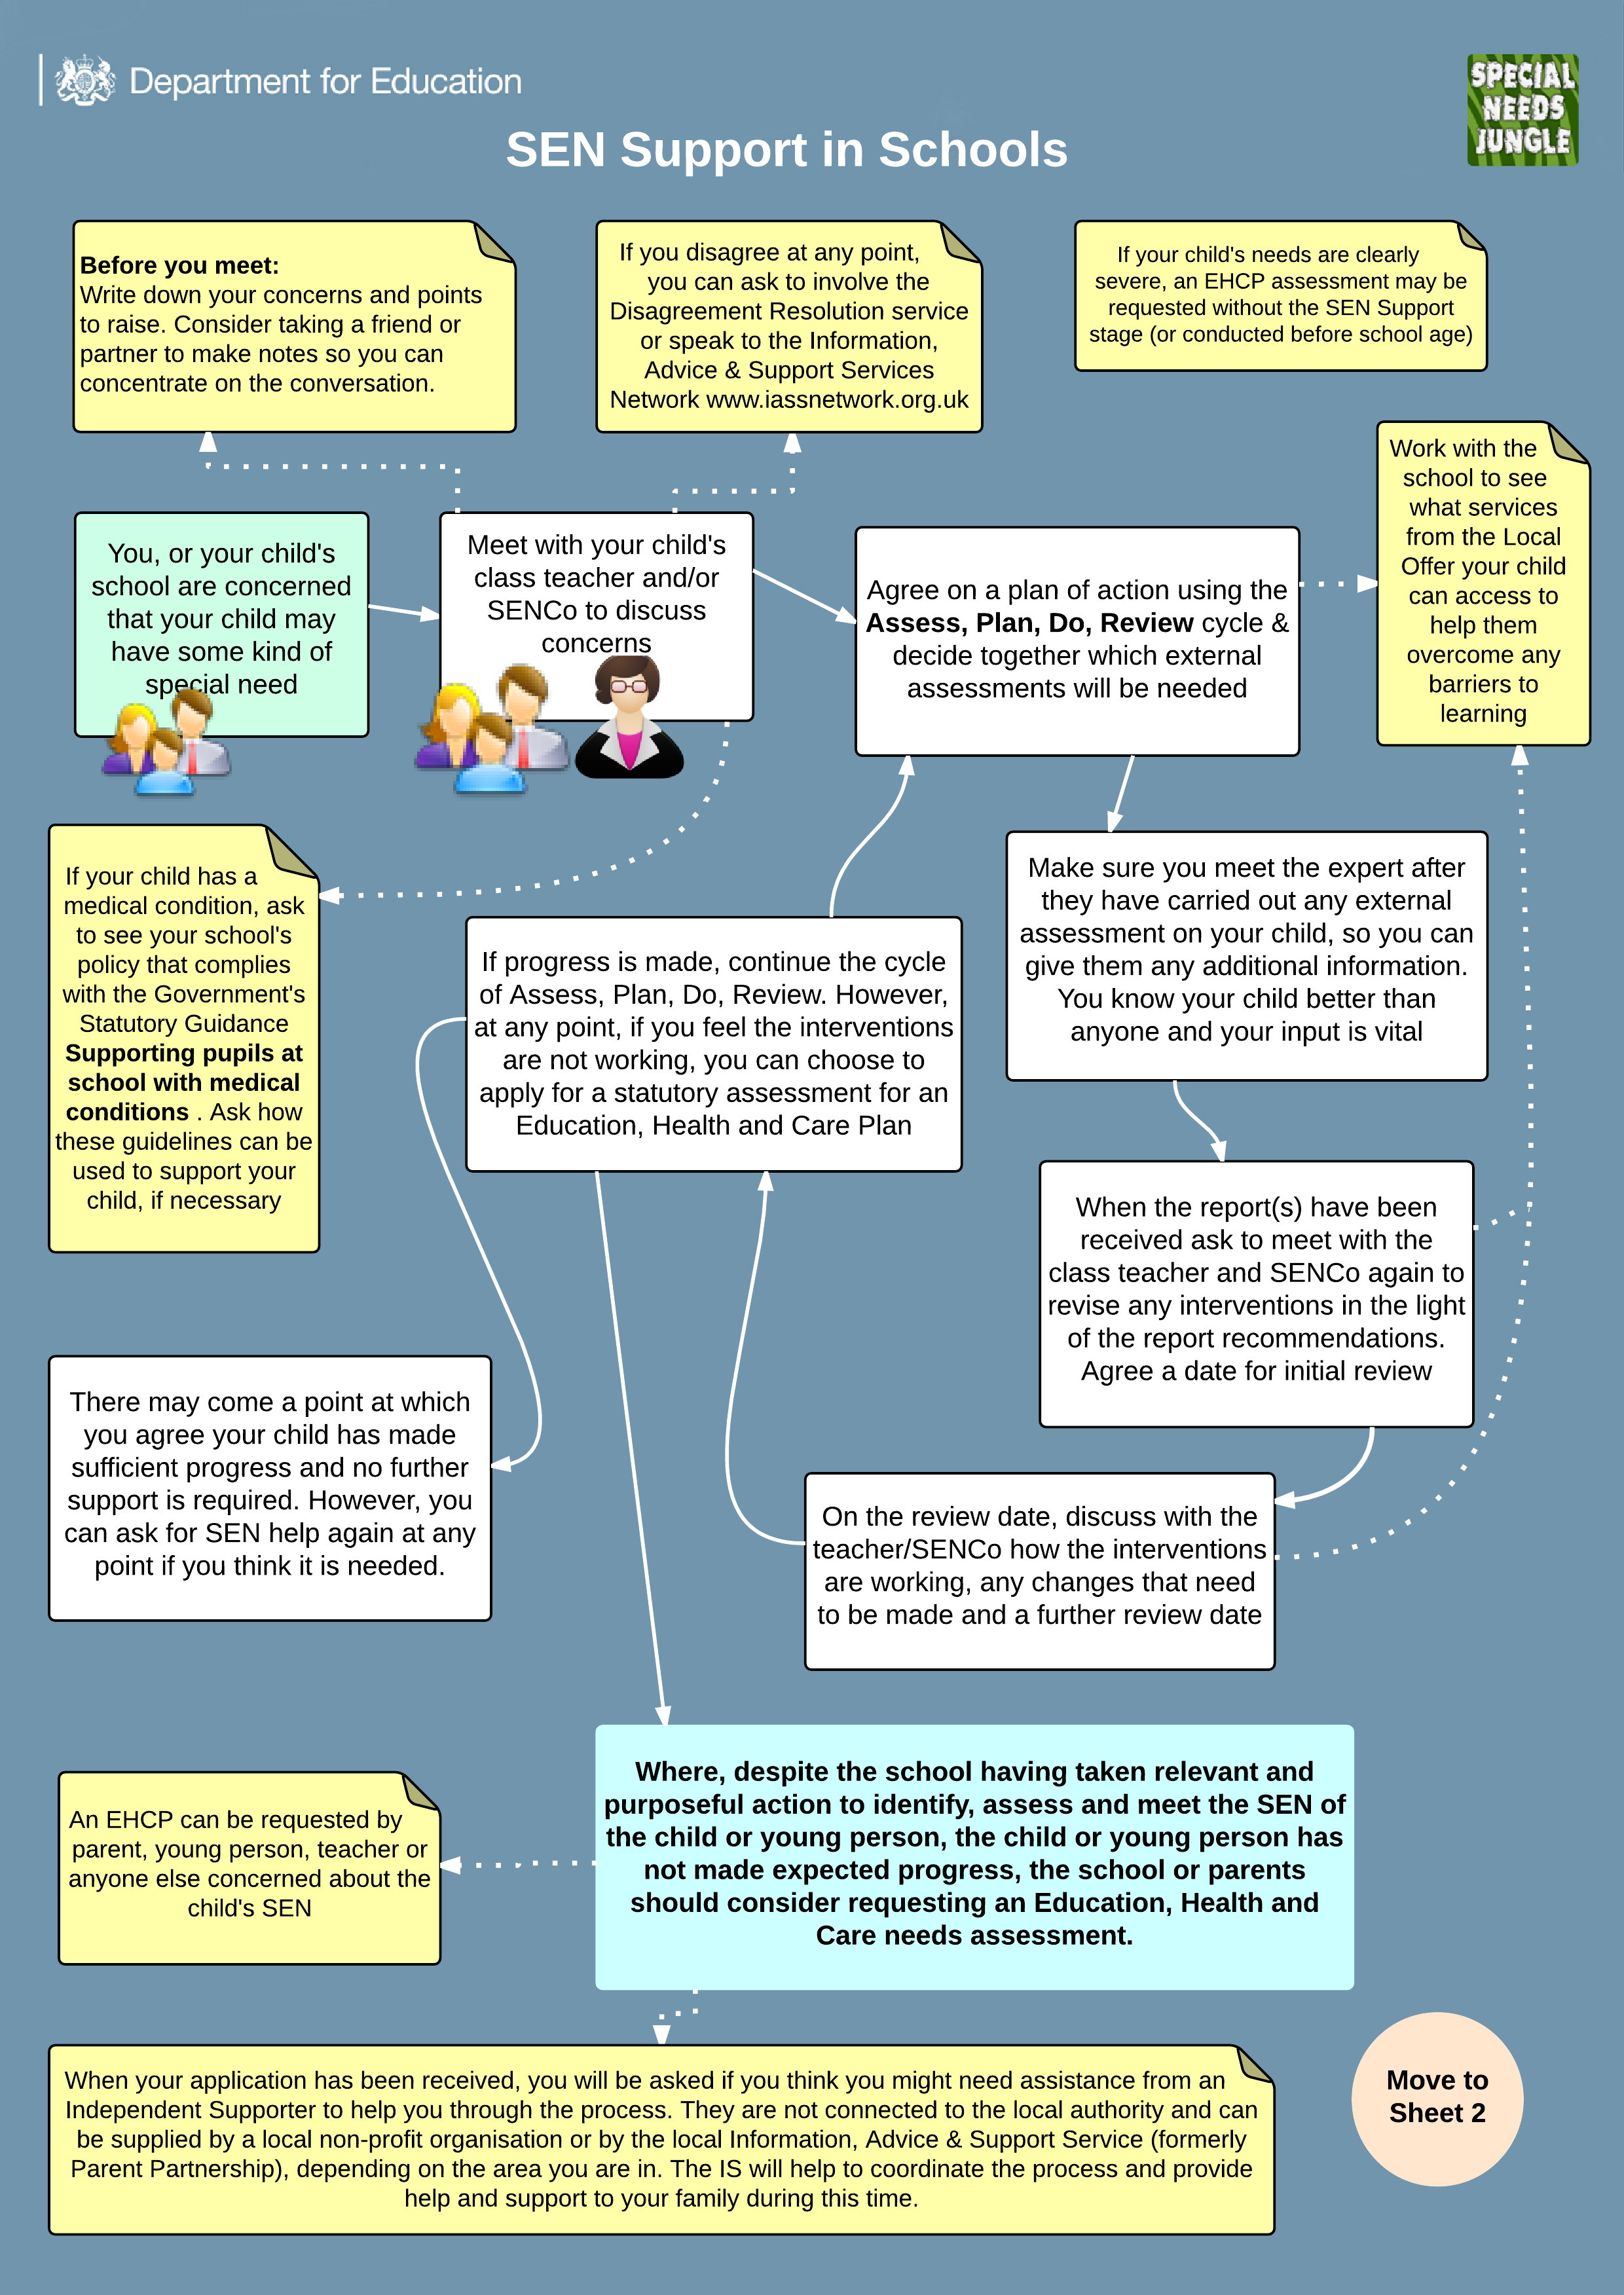 Department for Education
SPECIAL
NEEDS
JUNGLE
SEN Support in Schools
Before you meet:
Write down your concerns and points
to raise. Consider taking a friend or
partner to make notes so you can
concentrate on the conversation.
If you disagree at any point,
you can ask to involve the
Disagreement Resolution service
or speak to the Information,
Advice & Support Services
Network www.iassnetwork.org.uk
If your child's needs are clearly
severe, an EHCP assessment may be
requested without the SEN Support
stage (or conducted before school age)
You, or your child's
school are concerned
that your child may
have some kind of
special need
Meet with your child's
class teacher and/or
SENCo to discuss
concerns
Agree on a plan of action using the
Assess, Plan, Do, Review cycle &
decide together which external
assessments will be needed
Work with the
school to see
what services
from the Local
Offer your child
can access to
help them
overcome any
barriers to
learning
If your child has a
medical condition, ask
to see your school's
policy that complies
with the Government's
Statutory Guidance
Supporting pupils at
school with medical
conditions . Ask how
these guidelines can be
used to support your
child, if necessary
If progress is made, continue the cycle
of Assess, Plan, Do, Review. However,
at any point, if you feel the interventions
are not working, you can choose to
apply for a statutory assessment for an
Education, Health and Care Plan
Make sure you meet the expert after
they have carried out any external
assessment on your child, so you can
give them any additional information.
You know your child better than
anyone and your input is vital
When the report(s) have been
received ask to meet with the
class teacher and SENCo again to
revise any interventions in the light
of the report recommendations.
Agree a date for initial review
There may come a point at which
you agree your child has made
sufficient progress and no further
support is required. However, you
can ask for SEN help again at any
point if you think it is needed.
On the review date, discuss with the
teacher/SENCo how the interventions
are working, any changes that need
to be made and a further review date
Where, despite the school having taken relevant and
purposeful action to identify, assess and meet the SEN of
the child or young person, the child or young person has
not made expected progress, the school or parents
should consider requesting an Education, Health and
Care needs assessment.
An EHCP can be requested by
parent, young person, teacher or
anyone else concerned about the
child's SEN
When your application has been received, you will be asked if you think you might need assistance from an
Independent Supporter to help you through the process. They are not connected to the local authority and can
be supplied by a local non-profit organisation or by the local Information, Advice & Support Service (formerly
Parent Partnership), depending on the area you are in. The IS will help to coordinate the process and provide
help and support to your family during this time.
Move to
Sheet 2